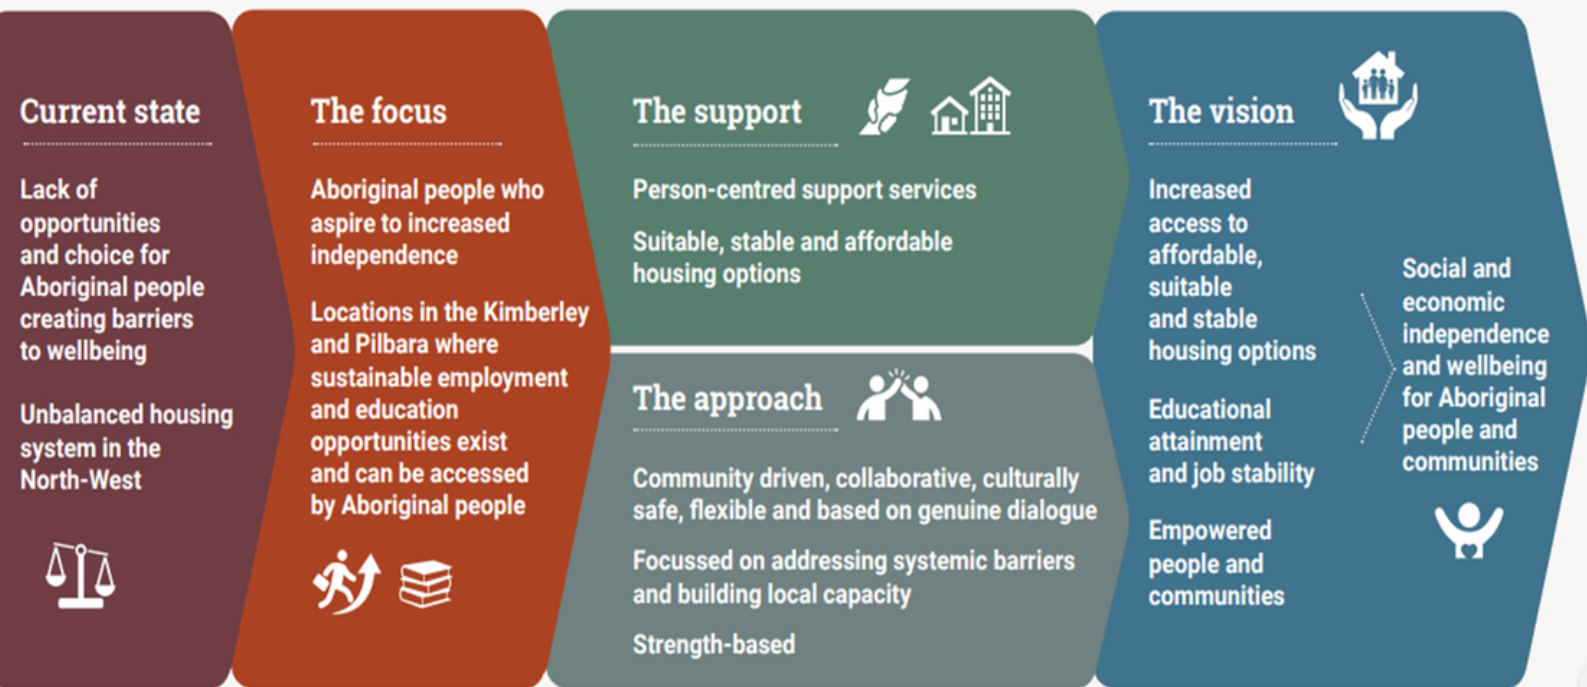 Current state
Lack of
opportunities
and choice for
Aboriginal people
creating barriers
to wellbeing
Unbalanced housing
system in the
North-West
The focus
Aboriginal people who
aspire to increased
independence
Locations in the Kimberley
and Pilbara where
sustainable employment
and education
opportunities exist
and can be accessed
by Aboriginal people
The support
Person-centred support services
Suitable, stable and affordable
housing options
The approach
Community driven, collaborative, culturally
safe, flexible and based on genuine dialogue
Focussed on addressing systemic barriers
and building local capacity
Strength-based
The vision
Increased
access to
affordable,
suitable
and stable
housing options
Educational
attainment
and job stability
Empowered
people and
communities
Social and
economic
independence
and wellbeing
for Aboriginal
people and
communities